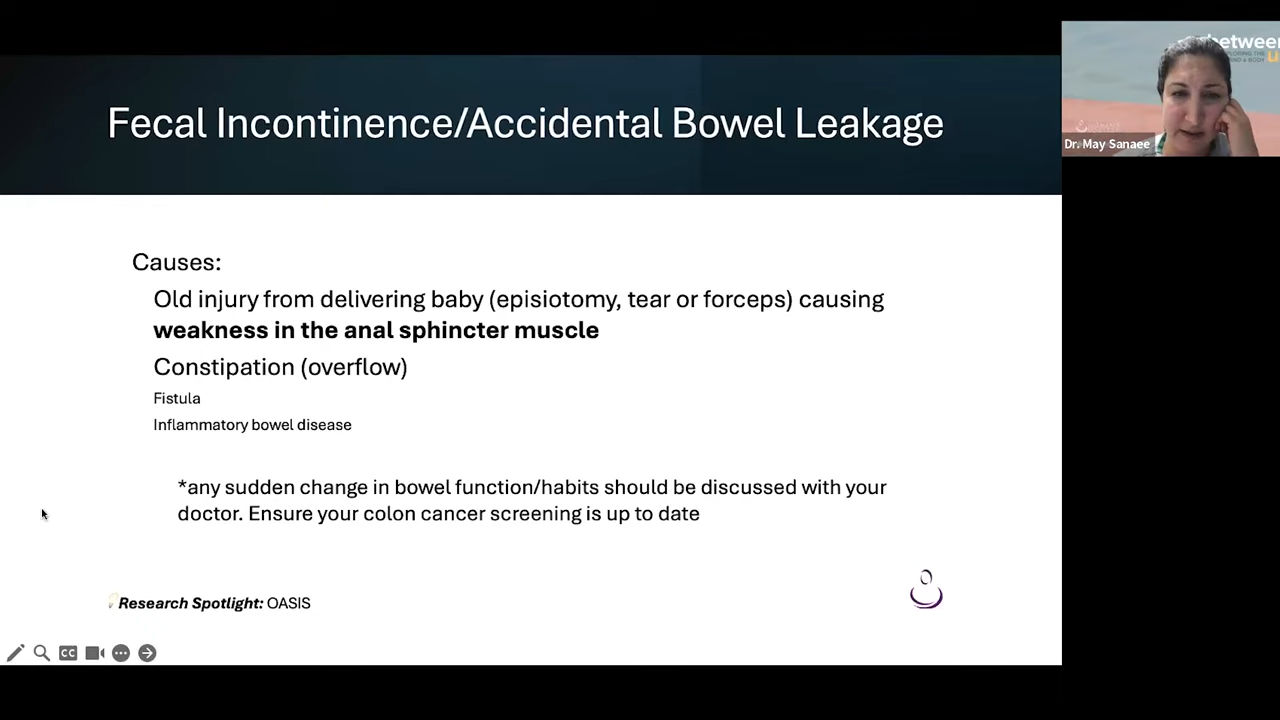 Fecal Incontinence/Accidental Bowel Leakage
Causes:
Old injury from delivering baby (episiotomy, tear or forceps) causing
weakness in the anal sphincter muscle
Constipation (overflow)
Fistula
Inflammatory bowel disease
*any sudden change in bowel function/habits should be discussed with your
doctor. Ensure your colon cancer screening is up to date
Research Spotlight: OASIS
CC
Dr. May Sanaee